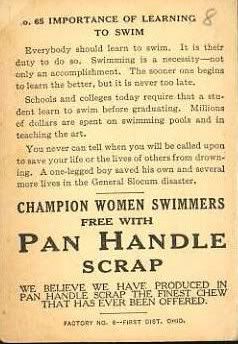 o. 65 IMPORTANCE OF LEARNING
TO SWIM
8
Everybody should learn to swim. It is their
duty to do so. Swimming is a necessity—not
only an accomplishment. The sooner one begins
to learn the better, but it is never too late.
Schools and colleges today require that a stu-
dent learn to swim before graduating. Millions
of dollars are spent on swimming pools and in
teaching the art.
You never can tell when you will be called upon
to save your life or the lives of others from drown-
ing. A one-legged boy saved his own and several
more lives in the General Slocum disaster.
CHAMPION WOMEN SWIMMERS
FREE WITH
PAN HANDLE
SCRAP
WE BELIEVE WE HAVE PRODUCED IN
PAN HANDLE SCRAP THE FINEST CHEW
THAT HAS EVER BEEN OFFERED.
FACTORY NO. 6—FIRST DIST. OHIO.